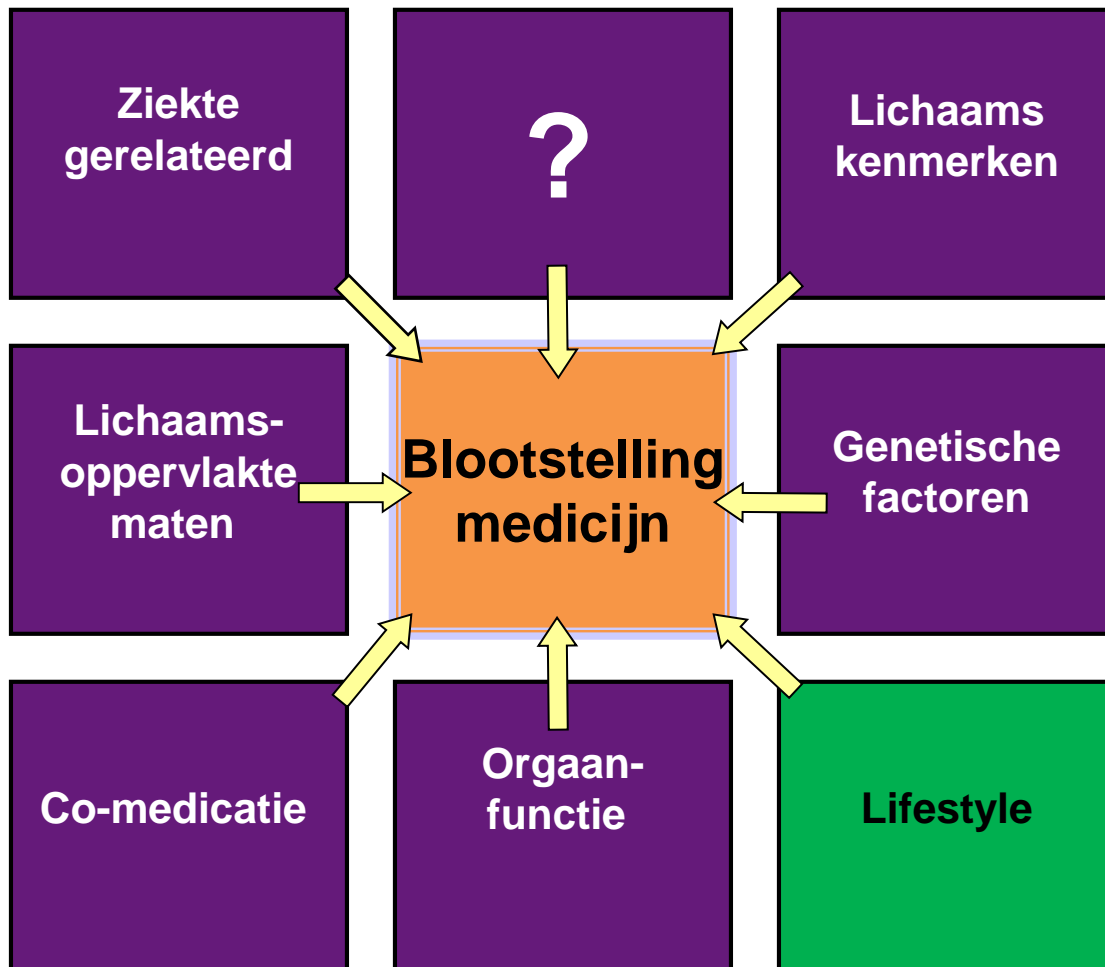 Ziekte
gerelateerd
?
Lichaams
kenmerken
Lichaams-
oppervlakte
maten
Blootstelling
medicijn
Genetische
factoren
Co-medicatie
Orgaan-
functie
Lifestyle